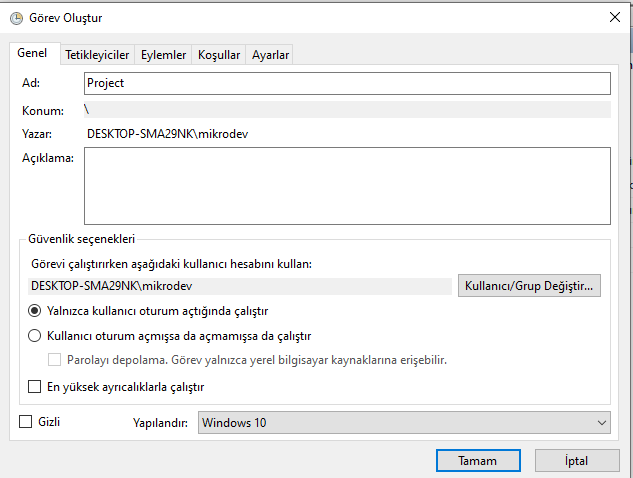 Görev Oluştur
Genel Tetikleyiciler Eylemler Koşullar Ayarlar
Ad: Project
Konum: \
Yazar: DESKTOP-SMA29NK\mikrodev
Açıklama:
Güvenlik seçenekleri
Görevi çalıştırırken aşağıdaki kullanıcı hesabını kullan:
DESKTOP-SMA29NK\mikrodev Kullanıcı/Grup Değiştir...
Yalnızca kullanıcı oturum açtığında çalıştır
Kullanıcı oturum açmışsa da açmamışsa da çalıştır
Parolayı depolama. Görev yalnızca yerel bilgisayar kaynaklarına erişebilir.
En yüksek ayrıcalıklarla çalıştır
Gizli Yapılandır: Windows 10
Tamam İptal